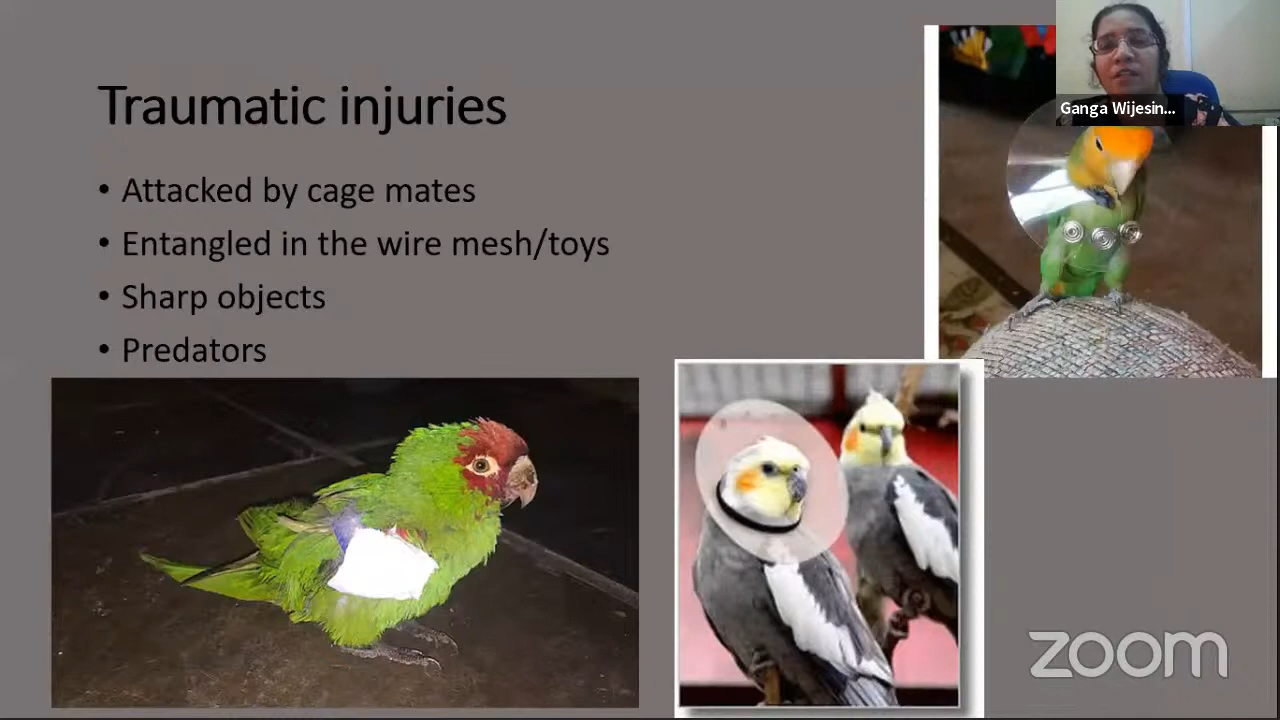 Traumatic injuries
• Attacked by cage mates
• Entangled in the wire mesh/toys
• Sharp objects
• Predators
Ganga Wijesin...
zoom